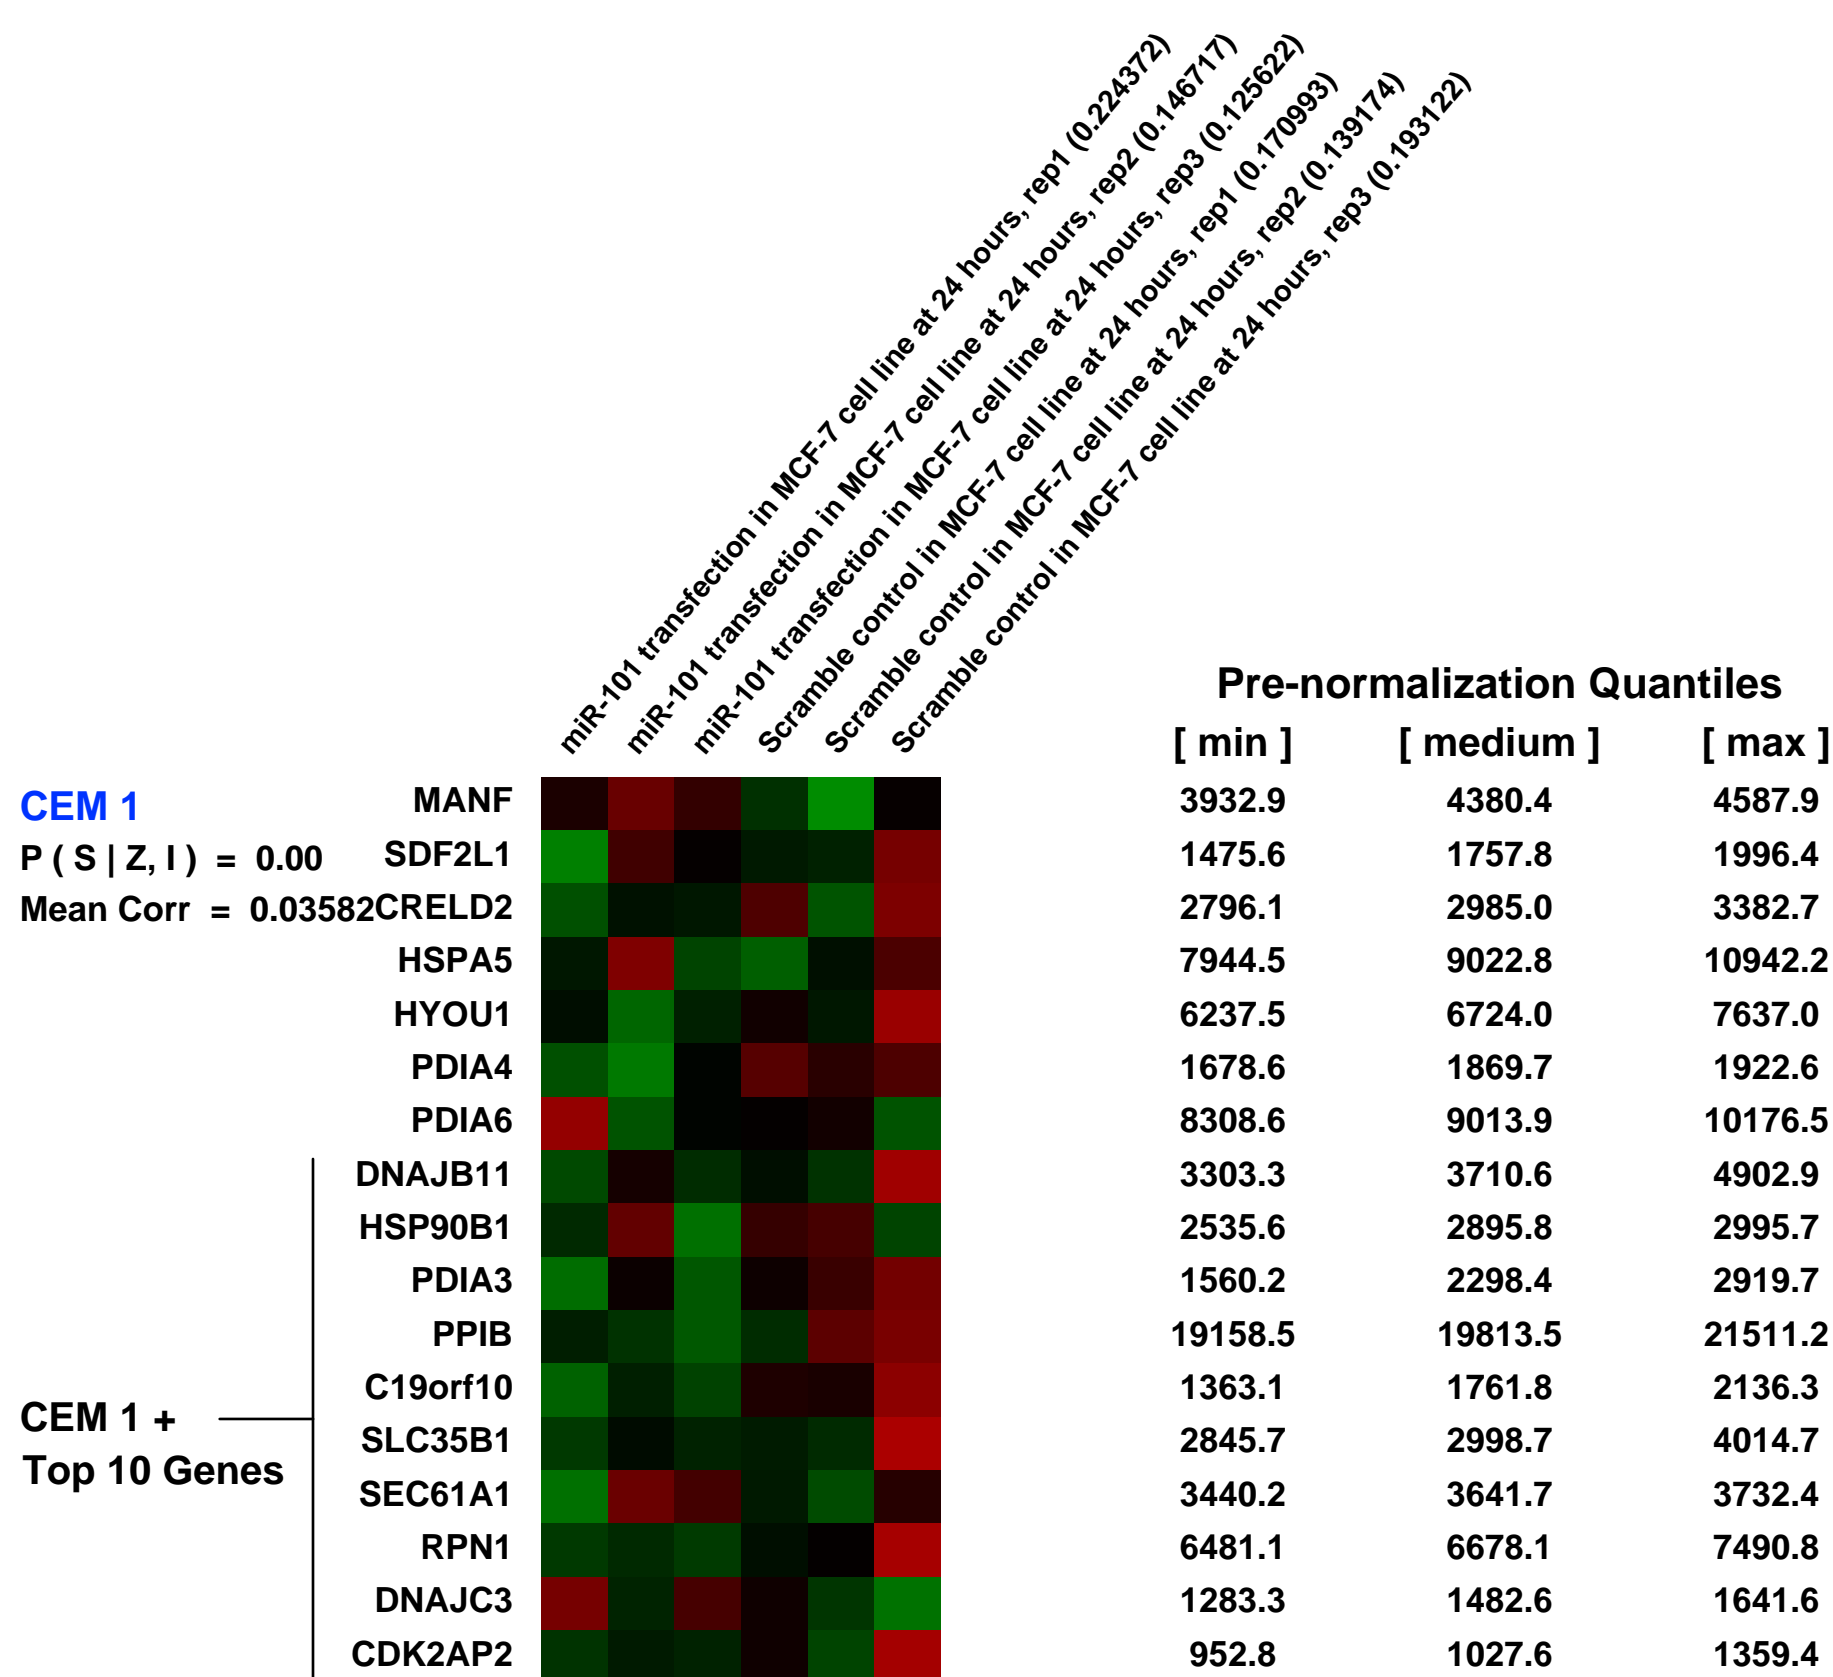 miR-101 transfection in MCF-7 cell line at 24 hours, rep1 (0.224372)
miR-101 transfection in MCF-7 cell line at 24 hours, rep2 (0.146717)
miR-101 transfection in MCF-7 cell line at 24 hours, rep3 (0.125622)
Scramble control in MCF-7 cell line at 24 hours, rep1 (0.170993)
Scramble control in MCF-7 cell line at 24 hours, rep2 (0.139174)
Scramble control in MCF-7 cell line at 24 hours, rep3 (0.193122)
Pre-normalization Quantiles
[ min ] [ medium ] [ max ]
CEM 1 MANF 3932.9 4380.4 4587.9
P ( S | Z, I ) = 0.00 SDF2L1 1475.6 1757.8 1996.4
Mean Corr = 0.03582 CRELD2 2796.1 2985.0 3382.7
HSPA5 7944.5 9022.8 10942.2
HYOU1 6237.5 6724.0 7637.0
PDIA4 1678.6 1869.7 1922.6
PDIA6 8308.6 9013.9 10176.5
DNAJB11 3303.3 3710.6 4902.9
HSP90B1 2535.6 2895.8 2995.7
PDIA3 1560.2 2298.4 2919.7
PPIB 19158.5 19813.5 21511.2
C19orf10 1363.1 1761.8 2136.3
CEM 1 +
SLC35B1 2845.7 2998.7 4014.7
Top 10 Genes
SEC61A1 3440.2 3641.7 3732.4
RPN1 6481.1 6678.1 7490.8
DNAJC3 1283.3 1482.6 1641.6
CDK2AP2 952.8 1027.6 1359.4